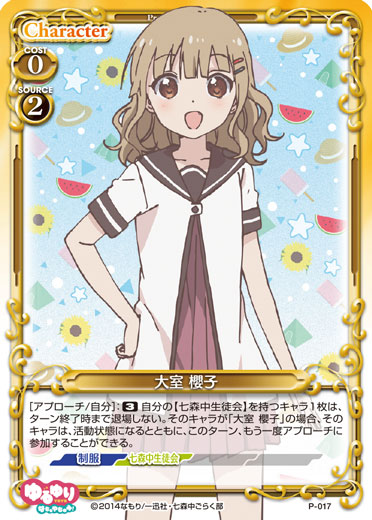 Character
COST
0
SOURCE
2
大室 櫻子
[アプローチ/自分]:3 自分の【七森中生徒会】を持つキャラ1枚は、
ターン終了時まで退場しない。そのキャラが「大室 櫻子」の場合、その
キャラは、活動状態になるとともに、このターン、もう一度アプローチに
参加することができる。
制服 七森中生徒会
ゆるゆり
©2014なもり/一迅社・七森中ごらく部 P-017